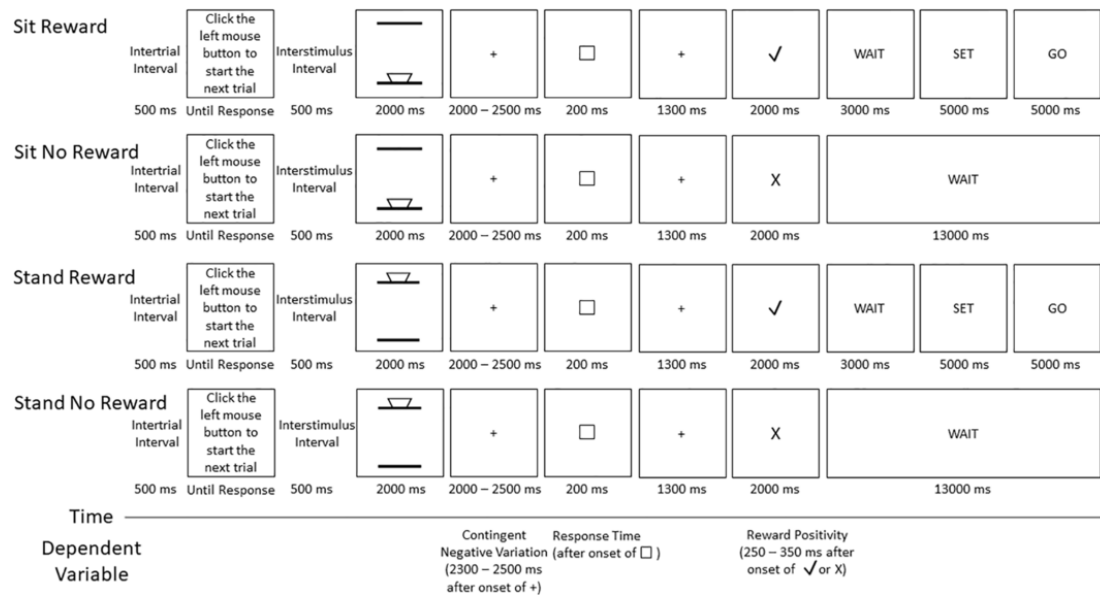 Sit Reward
Intertrial
Interval
500 ms
Click the
left mouse
button to
start the
next trial
Until Response
Interstimulus
Interval
500 ms
2000 ms
+
2000 – 2500 ms
200 ms
+
1300 ms
✓
2000 ms
WAIT
3000 ms
SET
5000 ms
GO
5000 ms
Sit No Reward
Intertrial
Interval
500 ms
Click the
left mouse
button to
start the
next trial
Until Response
Interstimulus
Interval
500 ms
2000 ms
+
2000 – 2500 ms
200 ms
+
1300 ms
X
2000 ms
WAIT
13000 ms
Stand Reward
Intertrial
Interval
500 ms
Click the
left mouse
button to
start the
next trial
Until Response
Interstimulus
Interval
500 ms
2000 ms
+
2000 – 2500 ms
200 ms
+
1300 ms
✓
2000 ms
WAIT
3000 ms
SET
5000 ms
GO
5000 ms
Stand No Reward
Intertrial
Interval
500 ms
Click the
left mouse
button to
start the
next trial
Until Response
Interstimulus
Interval
500 ms
2000 ms
+
2000 – 2500 ms
200 ms
+
1300 ms
X
2000 ms
WAIT
13000 ms
Time
Dependent
Variable
Contingent
Negative Variation
(2300 – 2500 ms
after onset of +)
Response Time
(after onset of □ )
Reward Positivity
(250 – 350 ms after
onset of ✓ or X)